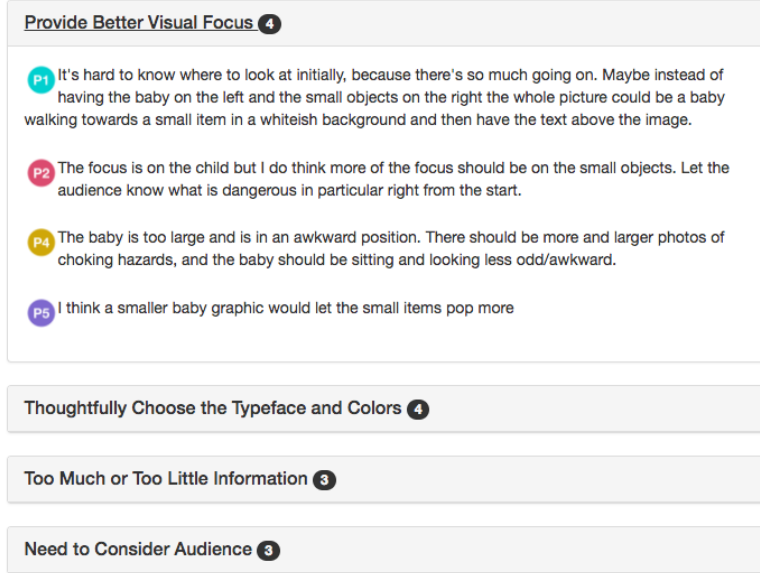 Provide Better Visual Focus 4
P1 It's hard to know where to look at initially, because there's so much going on. Maybe instead of
having the baby on the left and the small objects on the right the whole picture could be a baby
walking towards a small item in a whiteish background and then have the text above the image.
P2 The focus is on the child but I do think more of the focus should be on the small objects. Let the
audience know what is dangerous in particular right from the start.
P4 The baby is too large and is in an awkward position. There should be more and larger photos of
choking hazards, and the baby should be sitting and looking less odd/awkward.
P5 I think a smaller baby graphic would let the small items pop more
Thoughtfully Choose the Typeface and Colors 4
Too Much or Too Little Information 3
Need to Consider Audience 3